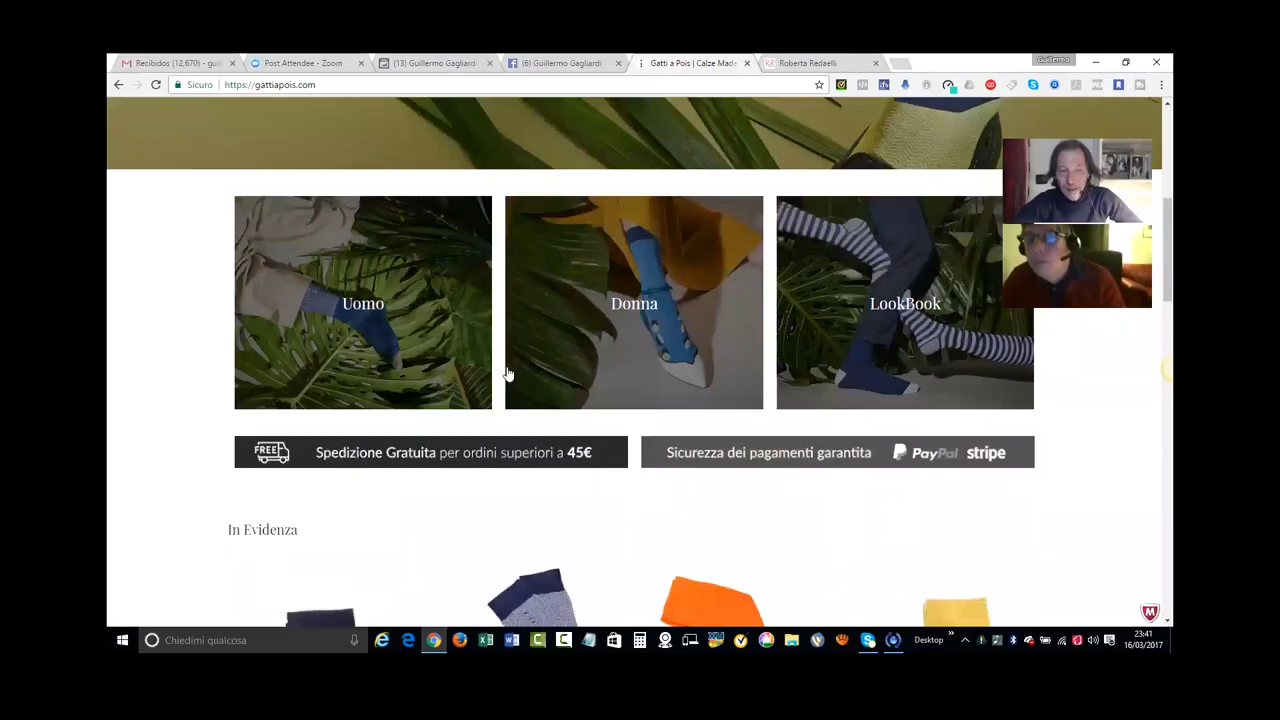 Recibidos (12,670) - gui
Post Attendee - Zoom
(13) Guillermo Gagliardi
(6) Guillermo Gagliardi
Gatti a Pois | Calze Made
Roberta Redaelli
Guillermo
Sicuro
https://gattiapois.com
Uomo
Donna
LookBook
FREE
Spedizione Gratuita per ordini superiori a 45€
Sicurezza dei pagamenti garantita
PayPal
stripe
In Evidenza
Chiedimi qualcosa
Desktop
23:41
16/03/2017